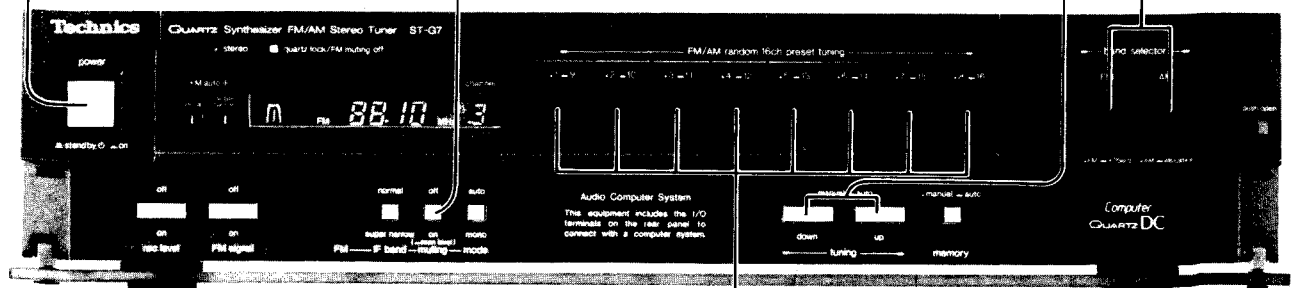 Technics
QUARTZ Synthesizer FM/AM Stereo Tuner ST-G7
stereo quartz lock/FM muting off
power
FM/AM random 16ch preset tuning
band selector
channel
FM 88.10 MHz 3
push open
standby on
off off normal off auto
on on super narrow on mono
rec level FM signal FM IF band muting mode
Audio Computer System
This equipment includes the I/O
terminals on the rear panel to
connect with a computer system.
manual auto manual auto
down up
tuning memory
Computer
QUARTZ DC